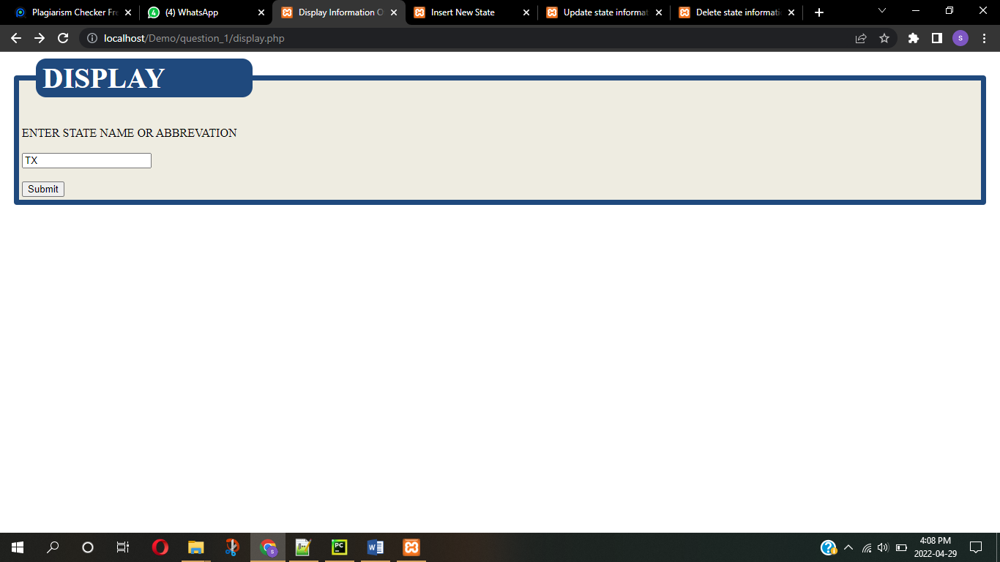 Plagiarism Checker Fre
(4) WhatsApp
Display Information O
Insert New State
Update state informat
Delete state informatio
localhost/Demo/question_1/display.php
S
DISPLAY
ENTER STATE NAME OR ABBREVATION
TX
Submit
4:08 PM
2022-04-29